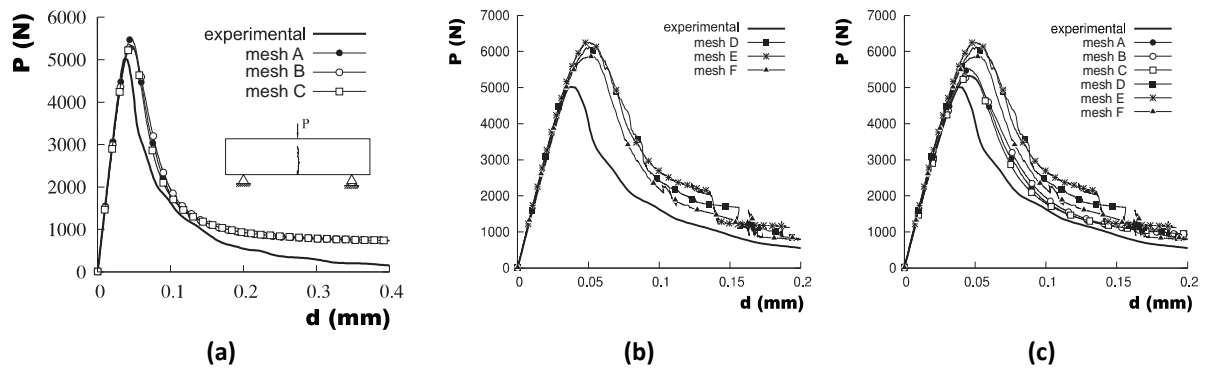 P (N)
6000
5000
4000
3000
2000
1000
0
experimental
mesh A
mesh B
mesh C
P
0 0.1 0.2 0.3 0.4
d (mm)
(a)
P (N)
7000
6000
5000
4000
3000
2000
1000
0
experimental
mesh D
mesh E
mesh F
0 0.05 0.1 0.15 0.2
d (mm)
(b)
P (N)
7000
6000
5000
4000
3000
2000
1000
0
experimental
mesh A
mesh B
mesh C
mesh D
mesh E
mesh F
0 0.05 0.1 0.15 0.2
d (mm)
(c)